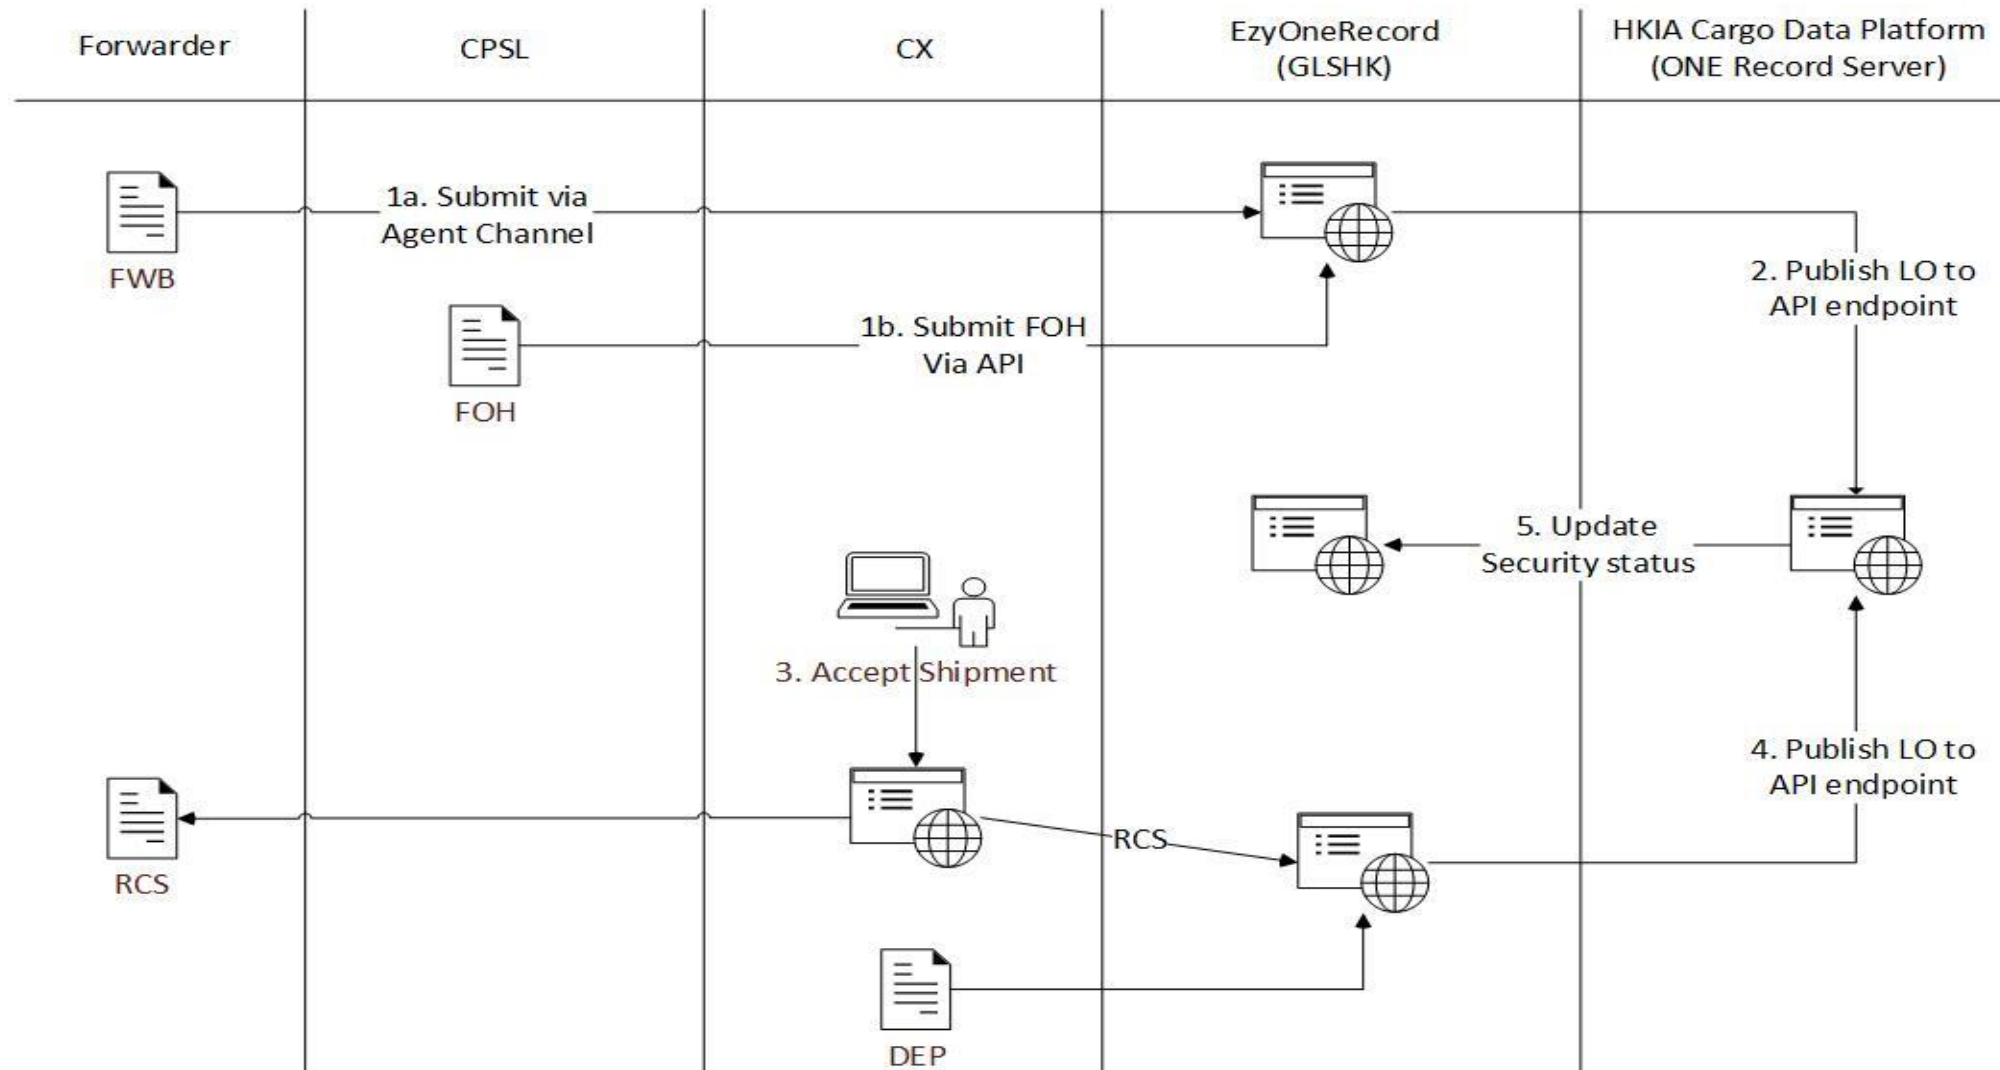 Forwarder
CPSL
CX
EzyOneRecord
(GLSHK)
HKIA Cargo Data Platform
(ONE Record Server)
1a. Submit via
Agent Channel
FWB
2. Publish LO to
API endpoint
1b. Submit FOH
Via API
FOH
5. Update
Security status
3. Accept Shipment
4. Publish LO to
API endpoint
RCS
RCS
DEP